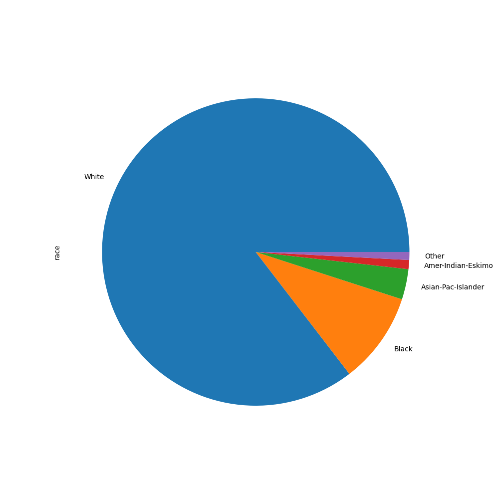 White
race
Other
Amer-Indian-Eskimo
Asian-Pac-Islander
Black